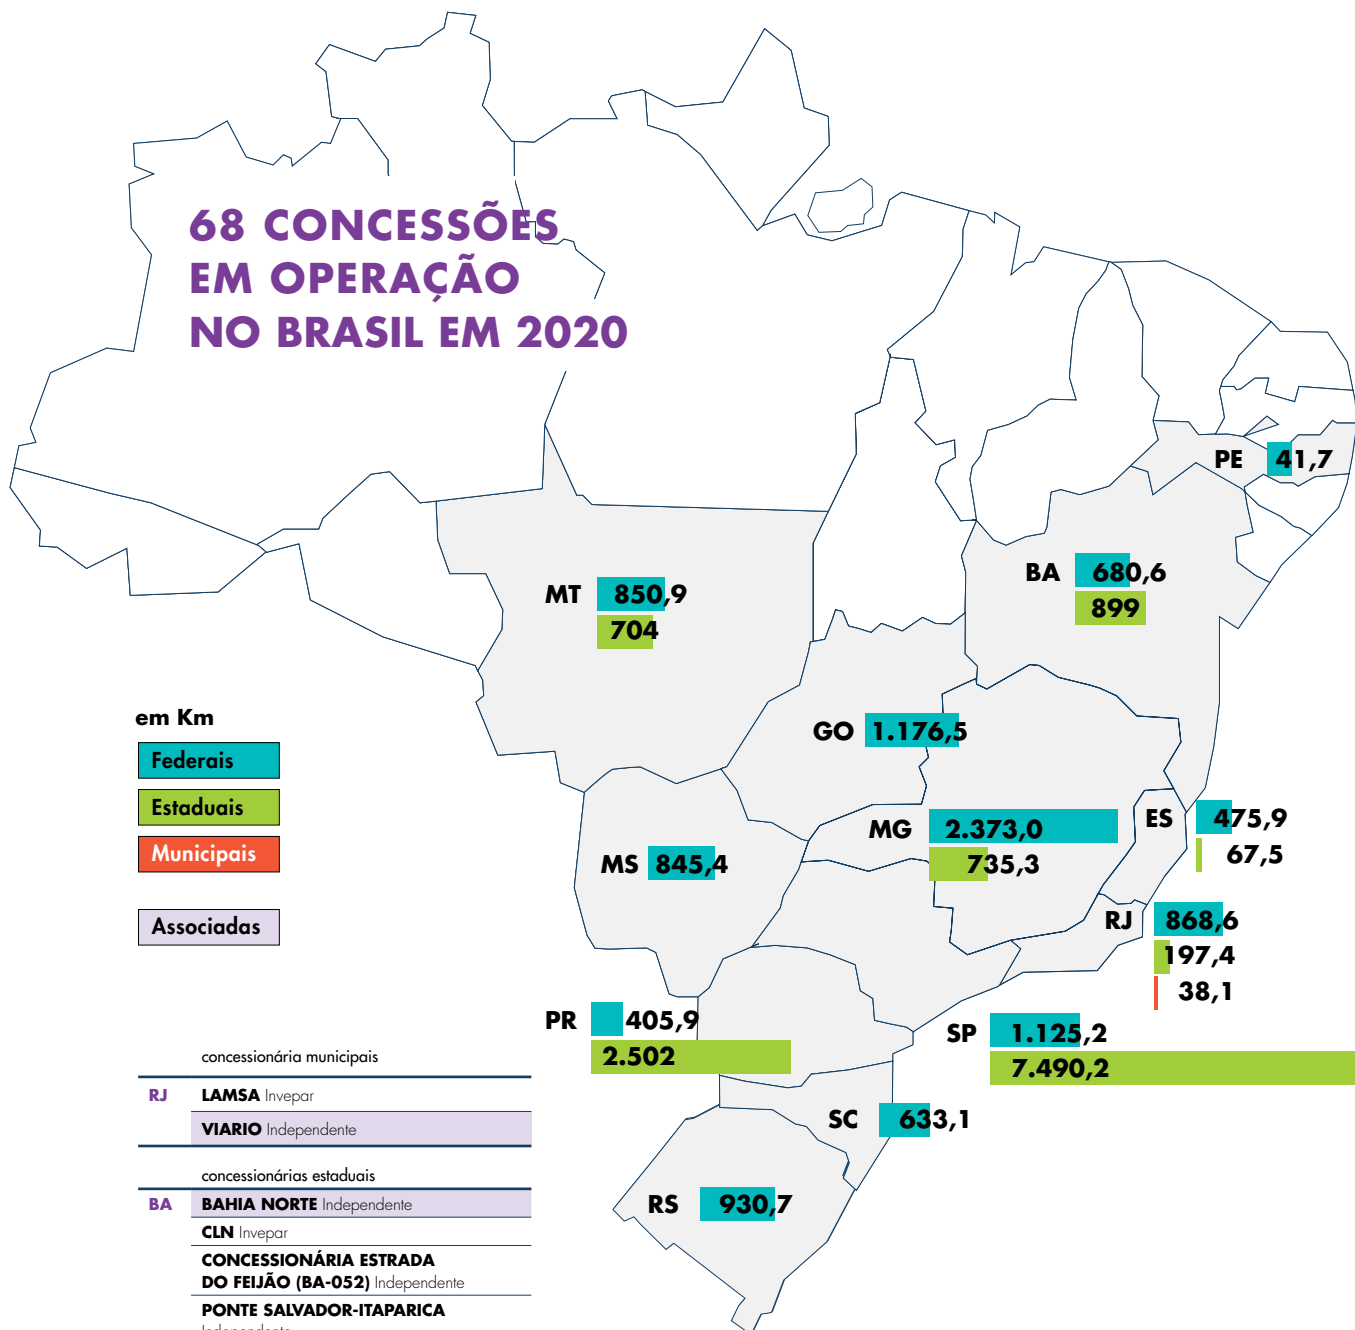 68 CONCESSÕES
EM OPERAÇÃO
NO BRASIL EM 2020
PE 41,7
BA 680,6
899
MT 850,9
704
GO 1.176,5
em Km
Federais
Estaduais
Municipais
Associadas
MG 2.373,0
735,3
ES 475,9
67,5
MS 845,4
RJ 868,6
197,4
38,1
PR 405,9
2.502
SP 1.125,2
7.490,2
SC 633,1
RS 930,7
concessionária municipais
RJ LAMSA Invepar
VIARIO Independente
concessionárias estaduais
BA BAHIA NORTE Independente
CLN Invepar
CONCESSIONÁRIA ESTRADA
DO FEIJÃO (BA-052) Independente
PONTE SALVADOR-ITAPARICA